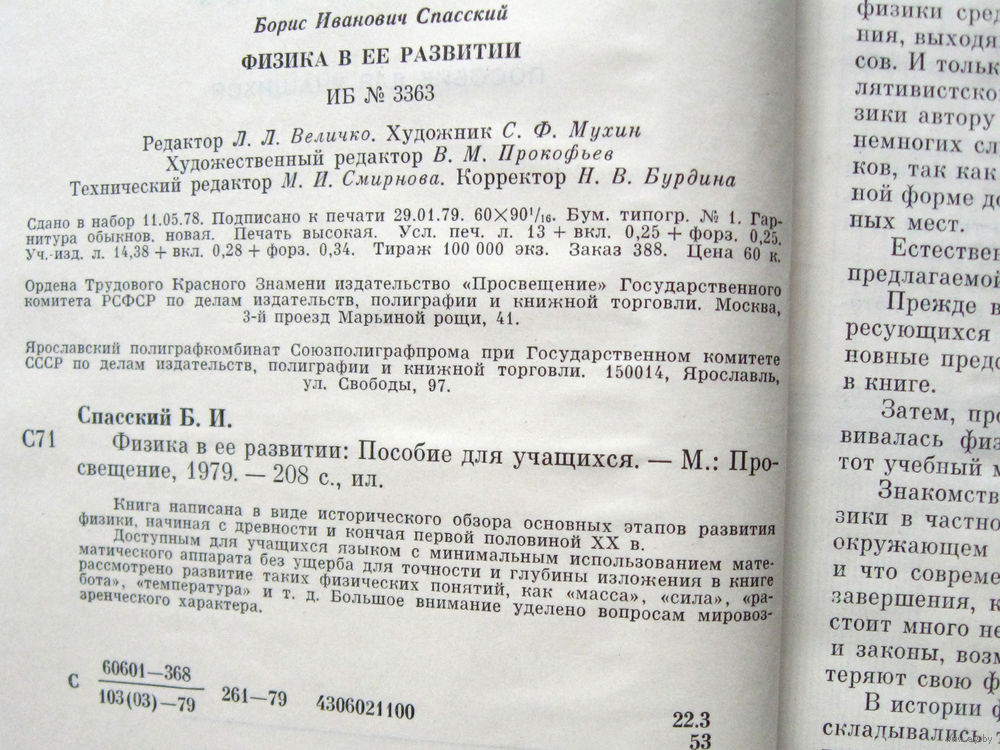 Борис Иванович Спасский
ФИЗИКА В ЕЕ РАЗВИТИИ
ИБ № 3363
Редактор Л. Л. Величко. Художник С. Ф. Мухин
Художественный редактор В. М. Прокофьев
Технический редактор М. И. Смирнова. Корректор Н. В. Бурдина
Сдано в набор 11.05.78. Подписано к печати 29.01.79. 60×90¹/₁₆. Бум. типогр. № 1. Гар-
нитура обыкнов. новая. Печать высокая. Усл. печ. л. 13 + вкл. 0,25 + форз. 0,25.
Уч.-изд. л. 14,38 + вкл. 0,28 + форз. 0,34. Тираж 100 000 экз. Заказ 388. Цена 60 к.
Ордена Трудового Красного Знамени издательство «Просвещение» Государственного
комитета РСФСР по делам издательств, полиграфии и книжной торговли. Москва,
3-й проезд Марьиной рощи, 41.
Ярославский полиграфкомбинат Союзполиграфпрома при Государственном комитете
СССР по делам издательств, полиграфии и книжной торговли. 150014, Ярославль,
ул. Свободы, 97.
Спасский Б. И.
С71 Физика в ее развитии: Пособие для учащихся. — М.: Про-
свещение, 1979. — 208 с., ил.
Книга написана в виде исторического обзора основных этапов развития
физики, начиная с древности и кончая первой половиной XX в.
Доступным для учащихся языком с минимальным использованием мате-
матического аппарата без ущерба для точности и глубины изложения в книге
рассмотрено развитие таких физических понятий, как «масса», «сила», «ра-
бота», «температура» и т. д. Большое внимание уделено вопросам мировоз-
зренческого характера.
С 60601—368
103(03)—79 261—79 4306021100
22.3
53
физики сред
ния, выходя
сов. И тольк
лятивистско
зики автору
немногих сл
ков, так как
ной форме до
ных мест.
Естествен
предлагаемой
Прежде в
ресующихся
новные предс
в книге.
Затем, про
вивалась физ
тот учебный м
Знакомств
зики в частно
окружающем
и что совреме
завершения, к
стоит много не
и законы, возм
теряют свою ф
В истории ф
складывались